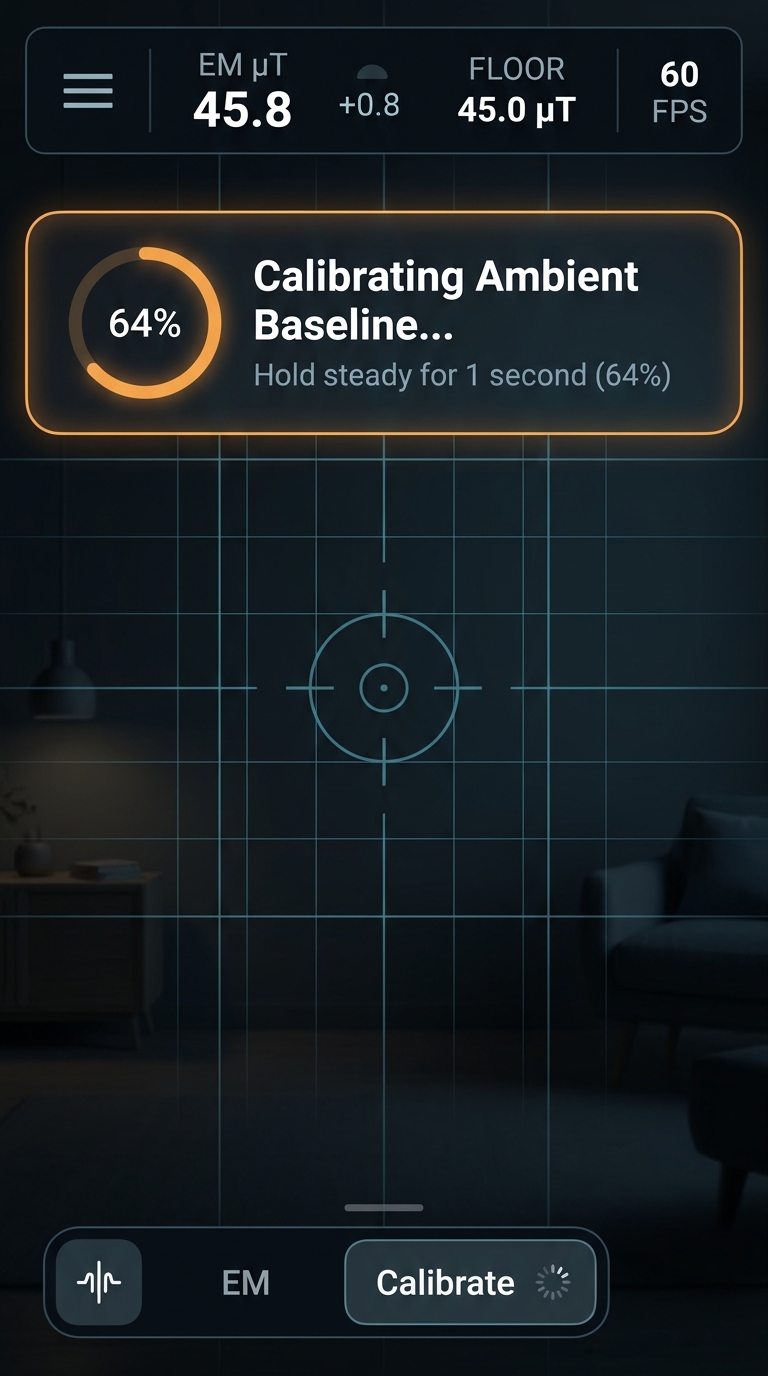 EM µT
45.8
+0.8
FLOOR
45.0 µT
60
FPS
64%
Calibrating Ambient
Baseline...
Hold steady for 1 second (64%)
EM
Calibrate